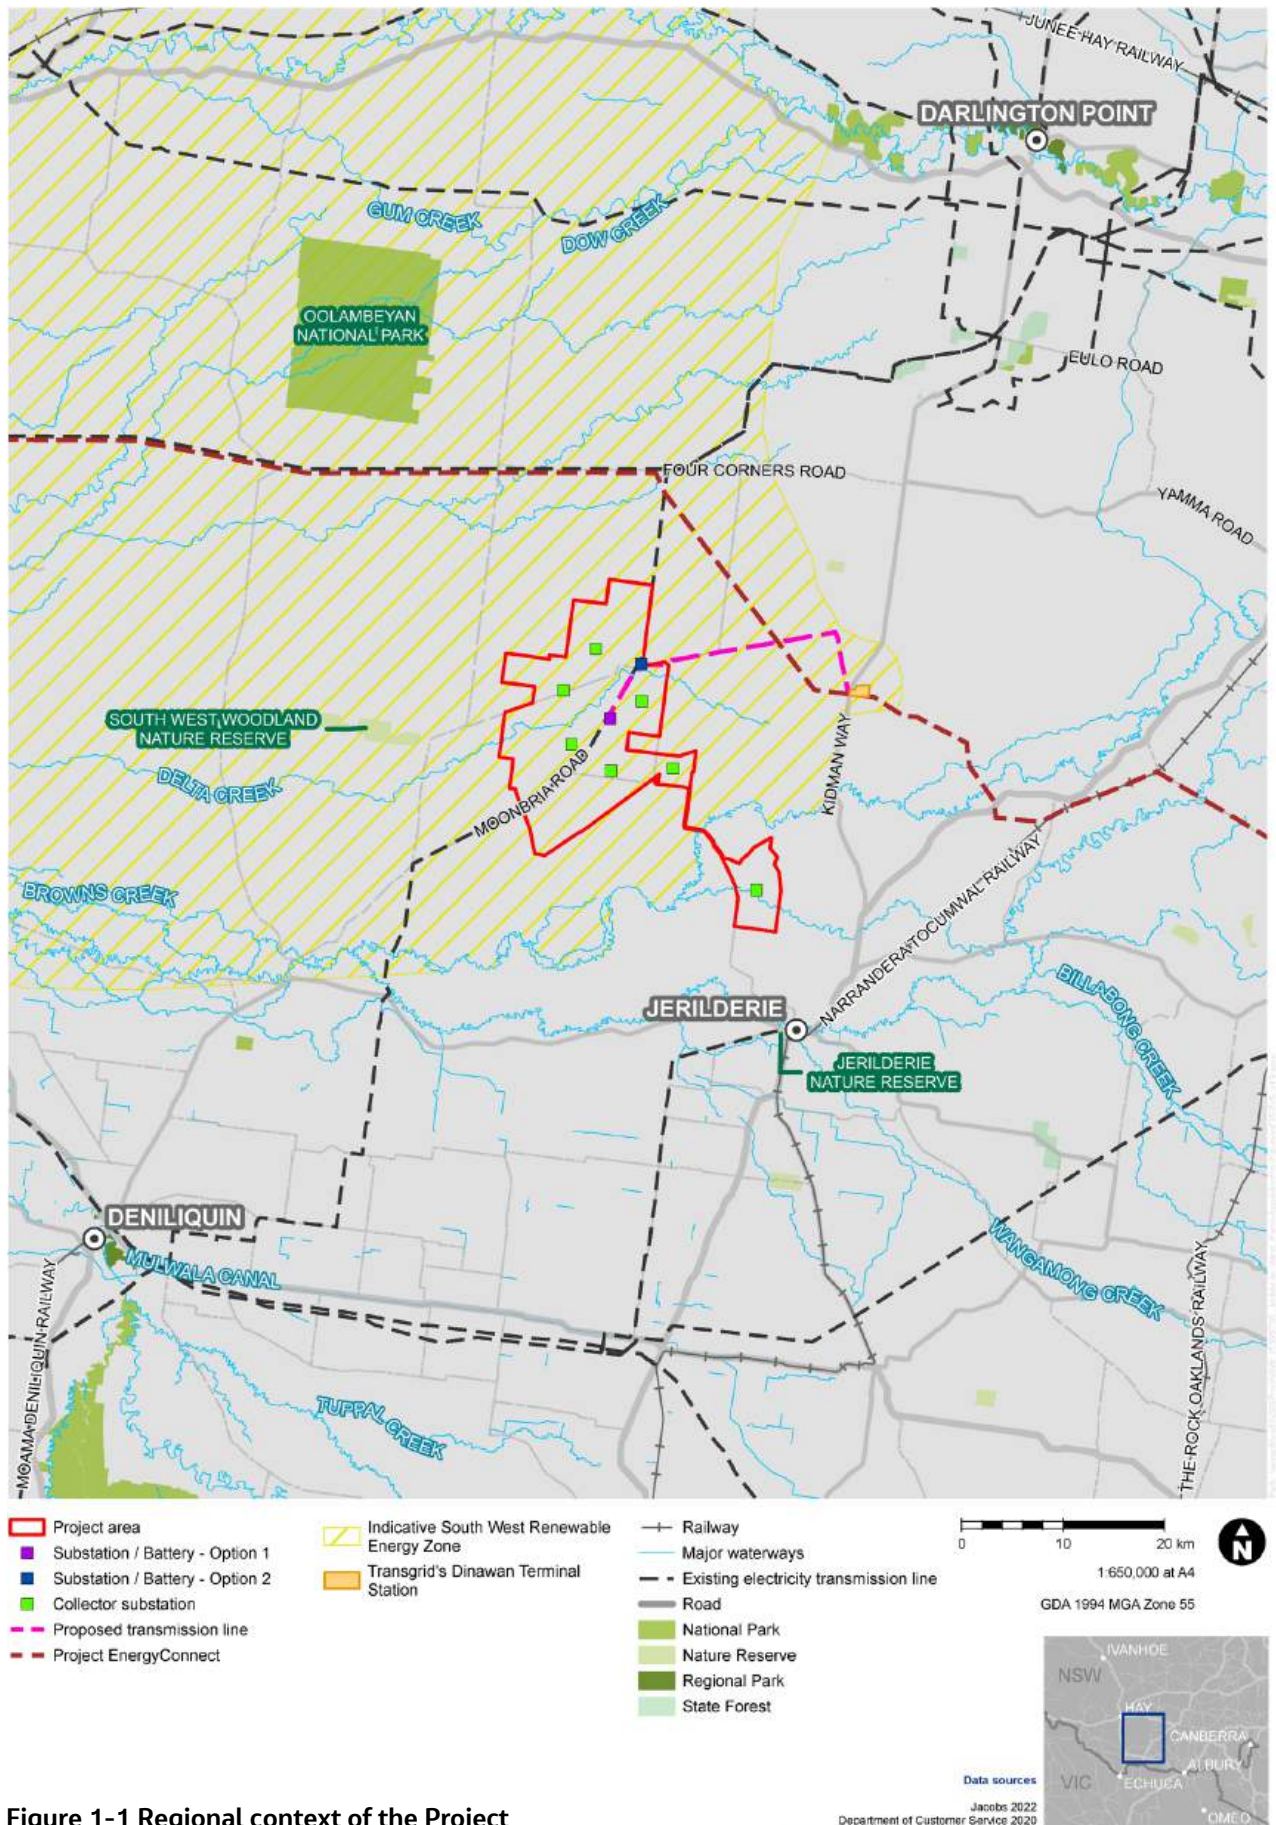 JUNEE HAY RAILWAY
DARLINGTON POINT
GUM CREEK
DOW CREEK
OOLAMBEYAN
NATIONAL PARK
EULO ROAD
FOUR CORNERS ROAD
YAMMA ROAD
SOUTH WEST WOODLAND
NATURE RESERVE
DELTA CREEK
MOONBRIA ROAD
KIDMAN WAY
BROWNS CREEK
NARRANDERA TOCUMWAL RAILWAY
BILLABONG CREEK
JERILDERIE
JERILDERIE
NATURE RESERVE
DENILIQUIN
MULWALA CANAL
WANGAMONG CREEK
MOAMA DENILIQUIN RAILWAY
TUPPAL CREEK
THE ROCK OAKLANDS RAILWAY
Project area
Substation / Battery - Option 1
Substation / Battery - Option 2
Collector substation
Proposed transmission line
Project EnergyConnect
Indicative South West Renewable
Energy Zone
Transgrid's Dinawan Terminal
Station
Railway
Major waterways
Existing electricity transmission line
Road
National Park
Nature Reserve
Regional Park
State Forest
0 10 20 km
N
1:650,000 at A4
GDA 1994 MGA Zone 55
IVANHOE
NSW
HAY
CANBERRA
ALBURY
VIC
ECHUCA
OMEO
Data sources
Jacobs 2022
Department of Customer Service 2020
Figure 1-1 Regional context of the Project